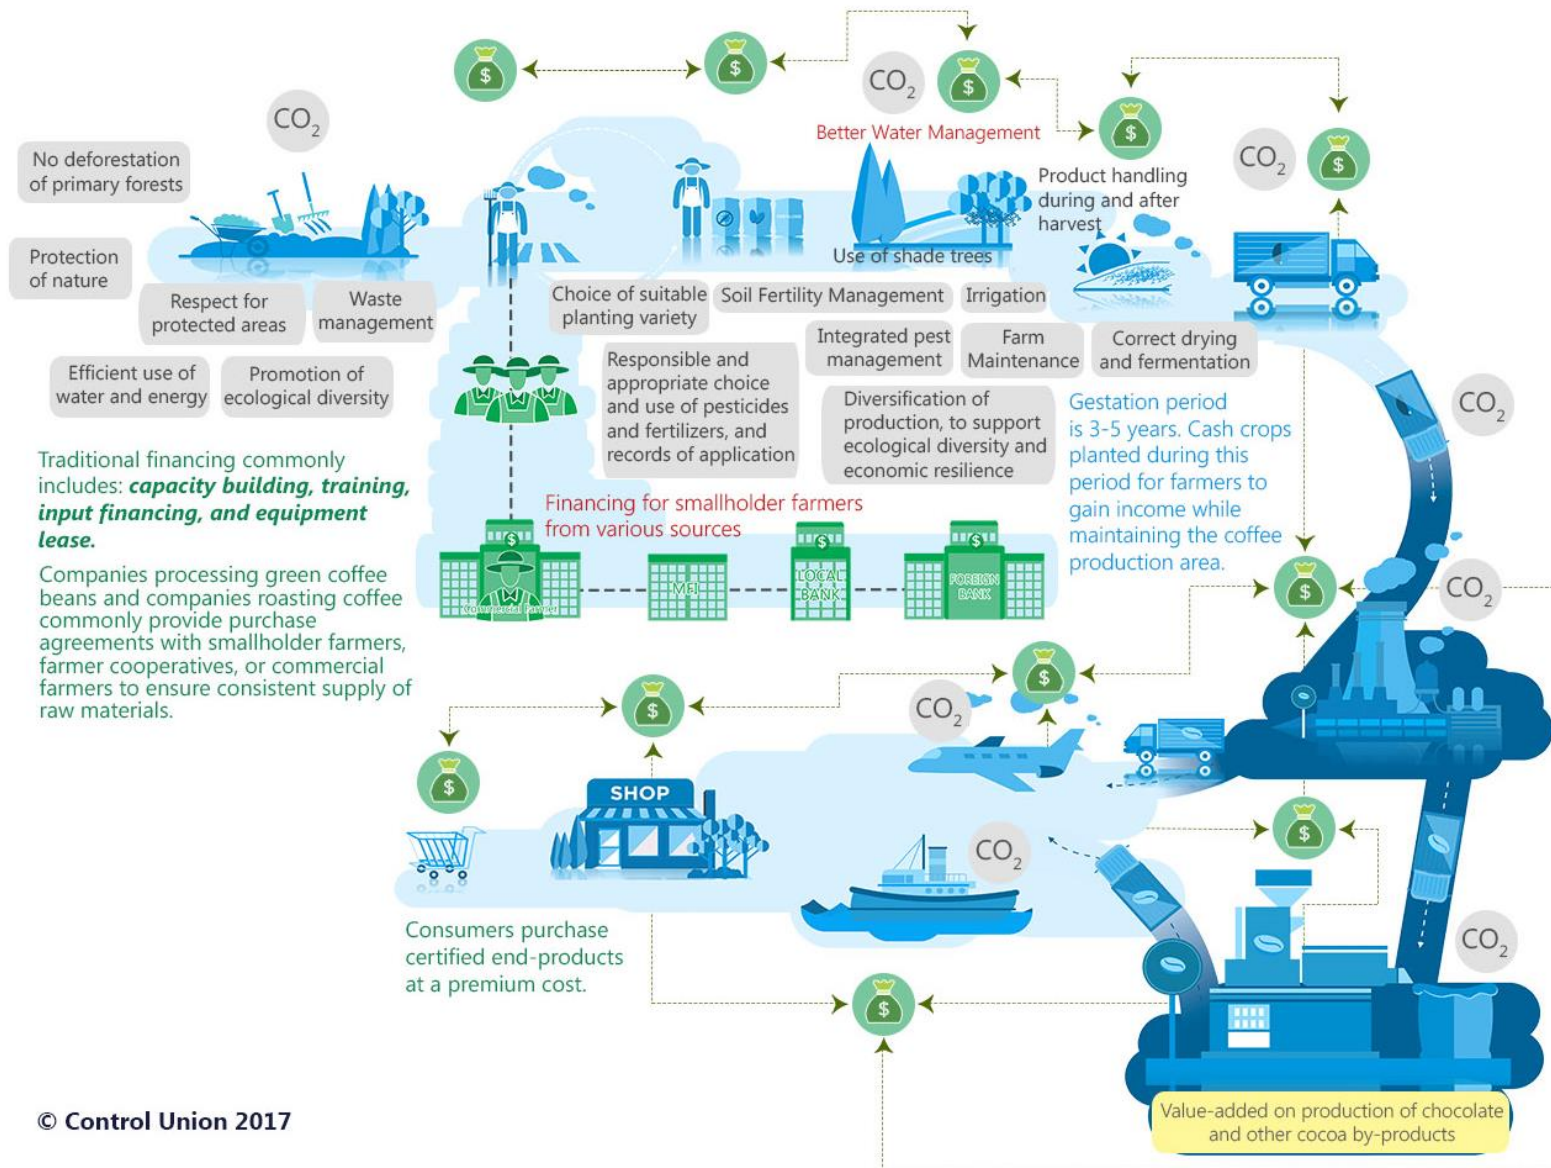 CO2
No deforestation
of primary forests
Protection
of nature
Respect for
protected areas
Waste
management
Efficient use of
water and energy
Promotion of
ecological diversity
$
$
CO2
$
Better Water Management
$
CO2
$
Product handling
during and after
harvest
Use of shade trees
Choice of suitable
planting variety
Soil Fertility Management
Irrigation
Responsible and
appropriate choice
and use of pesticides
and fertilizers, and
records of application
Integrated pest
management
Farm
Maintenance
Correct drying
and fermentation
Diversification of
production, to support
ecological diversity and
economic resilience
Gestation period
is 3-5 years. Cash crops
planted during this
period for farmers to
gain income while
maintaining the coffee
production area.
CO2
Traditional financing commonly
includes: capacity building, training,
input financing, and equipment
lease.
Companies processing green coffee
beans and companies roasting coffee
commonly provide purchase
agreements with smallholder farmers,
farmer cooperatives, or commercial
farmers to ensure consistent supply of
raw materials.
Financing for smallholder farmers
from various sources
$
Commercial Farmer
MFI
$
LOCAL
BANK
$
FOREIGN
BANK
$
CO2
$
CO2
$
$
SHOP
$
CO2
CO2
Consumers purchase
certified end-products
at a premium cost.
$
Value-added on production of chocolate
and other cocoa by-products
© Control Union 2017